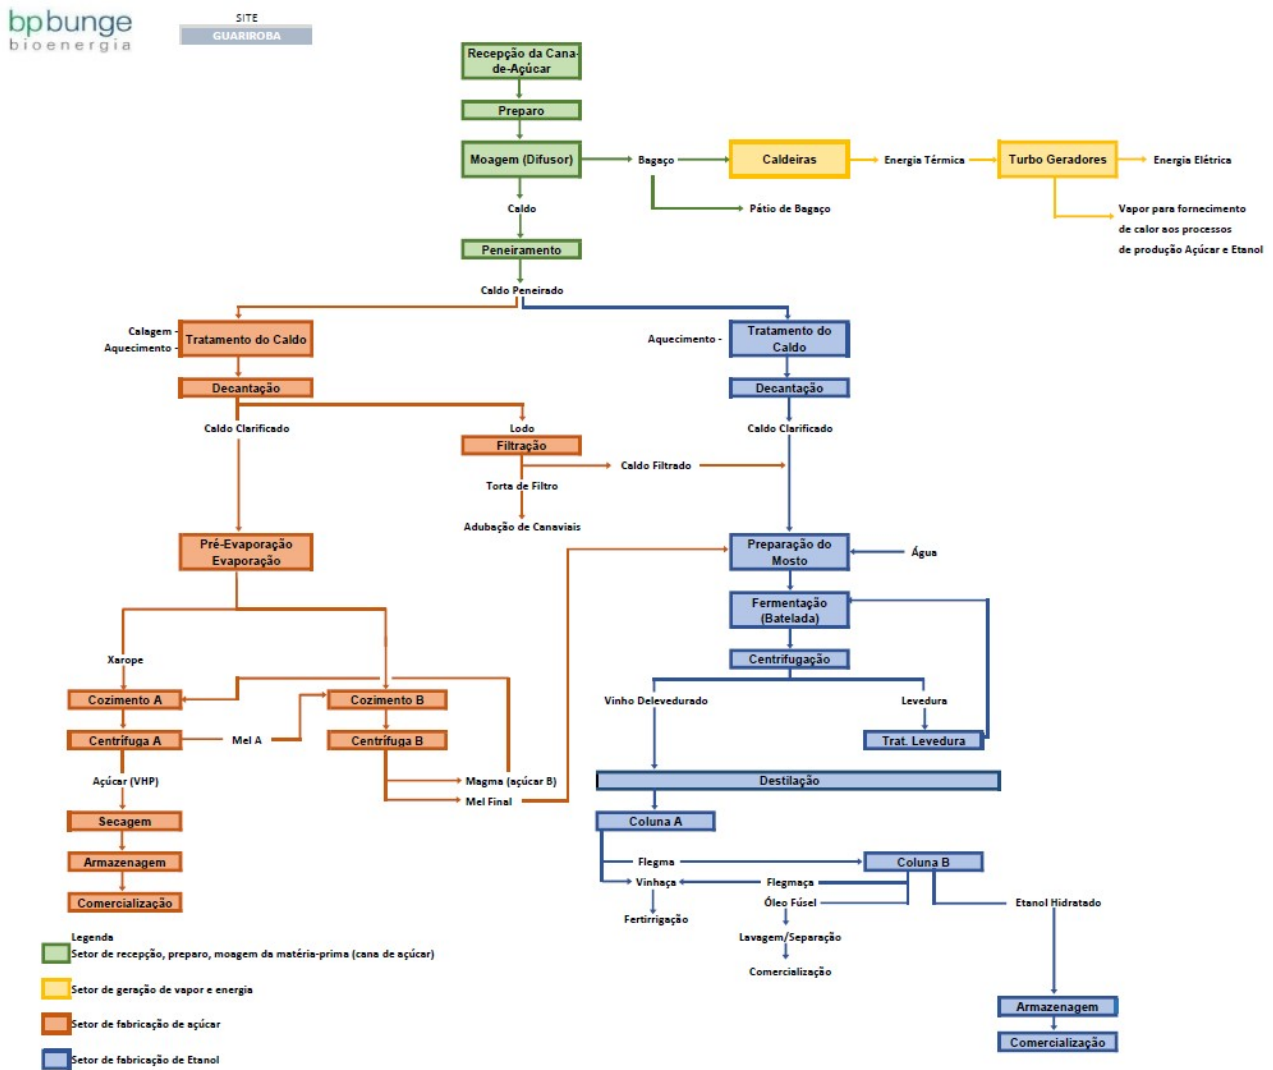 bpbunge
bioenergia
SITE
GUARIROBA
Recepção da Cana-
de-Açúcar
Preparo
Moagem (Difusor)
Bagaço
Caldeiras
Energia Térmica
Turbo Geradores
Energia Elétrica
Caldo
Pátio de Bagaço
Vapor para fornecimento
de calor aos processos
de produção Açúcar e Etanol
Peneiramento
Caldo Peneirado
Calagem -
Aquecimento -
Tratamento do Caldo
Aquecimento -
Tratamento do
Caldo
Decantação
Decantação
Caldo Clarificado
Lodo
Caldo Clarificado
Filtração
Caldo Filtrado
Torta de Filtro
Adubação de Canaviais
Pré-Evaporação
Evaporação
Preparação do
Mosto
Água
Fermentação
(Batelada)
Centrifugação
Xarope
Cozimento A
Cozimento B
Vinho Delevedurado
Levedura
Centrífuga A
Mel A
Centrífuga B
Trat. Levedura
Açúcar (VHP)
Magma (açúcar B)
Mel Final
Destilação
Secagem
Coluna A
Armazenagem
Flegma
Coluna B
Vinhaça
Flegmaça
Comercialização
Óleo Fúsel
Etanol Hidratado
Fertirrigação
Lavagem/Separação
Comercialização
Armazenagem
Comercialização
Legenda
Setor de recepção, preparo, moagem da matéria-prima (cana de açúcar)
Setor de geração de vapor e energia
Setor de fabricação de açúcar
Setor de fabricação de Etanol